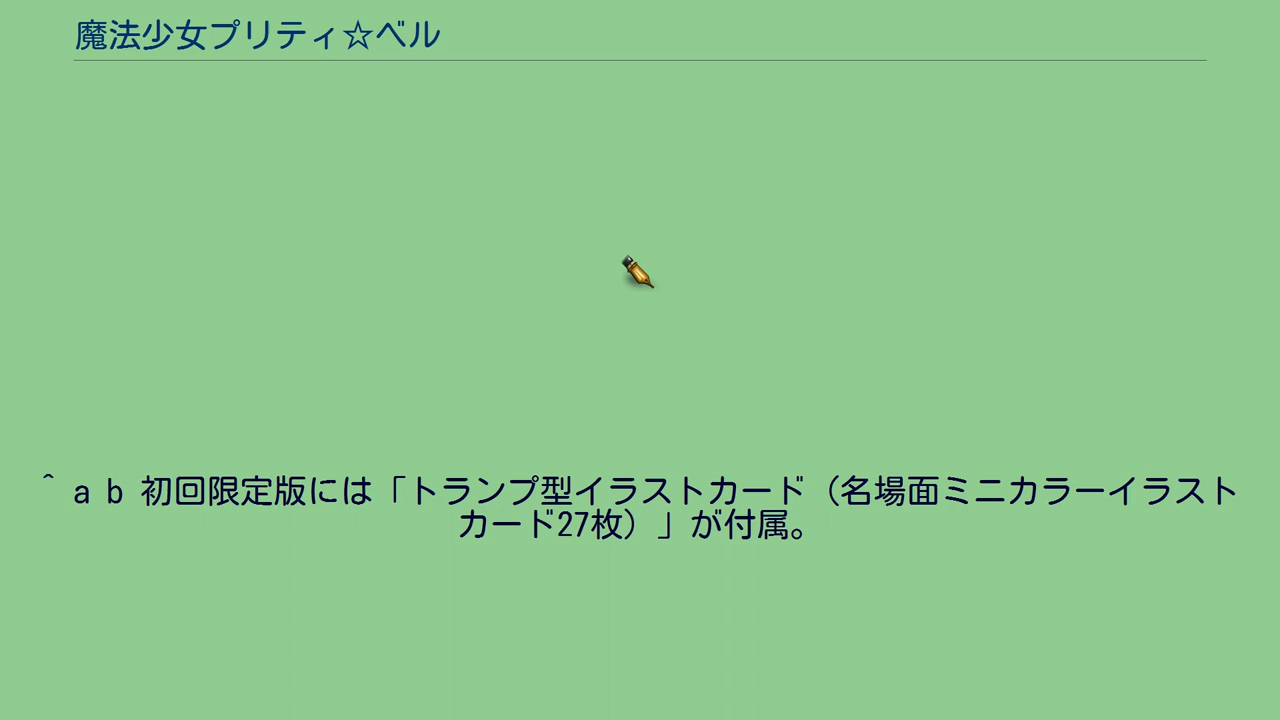 魔法少女プリティ☆ベル
^ a b 初回限定版には「トランプ型イラストカード（名場面ミニカラーイラスト
カード27枚）」が付属。